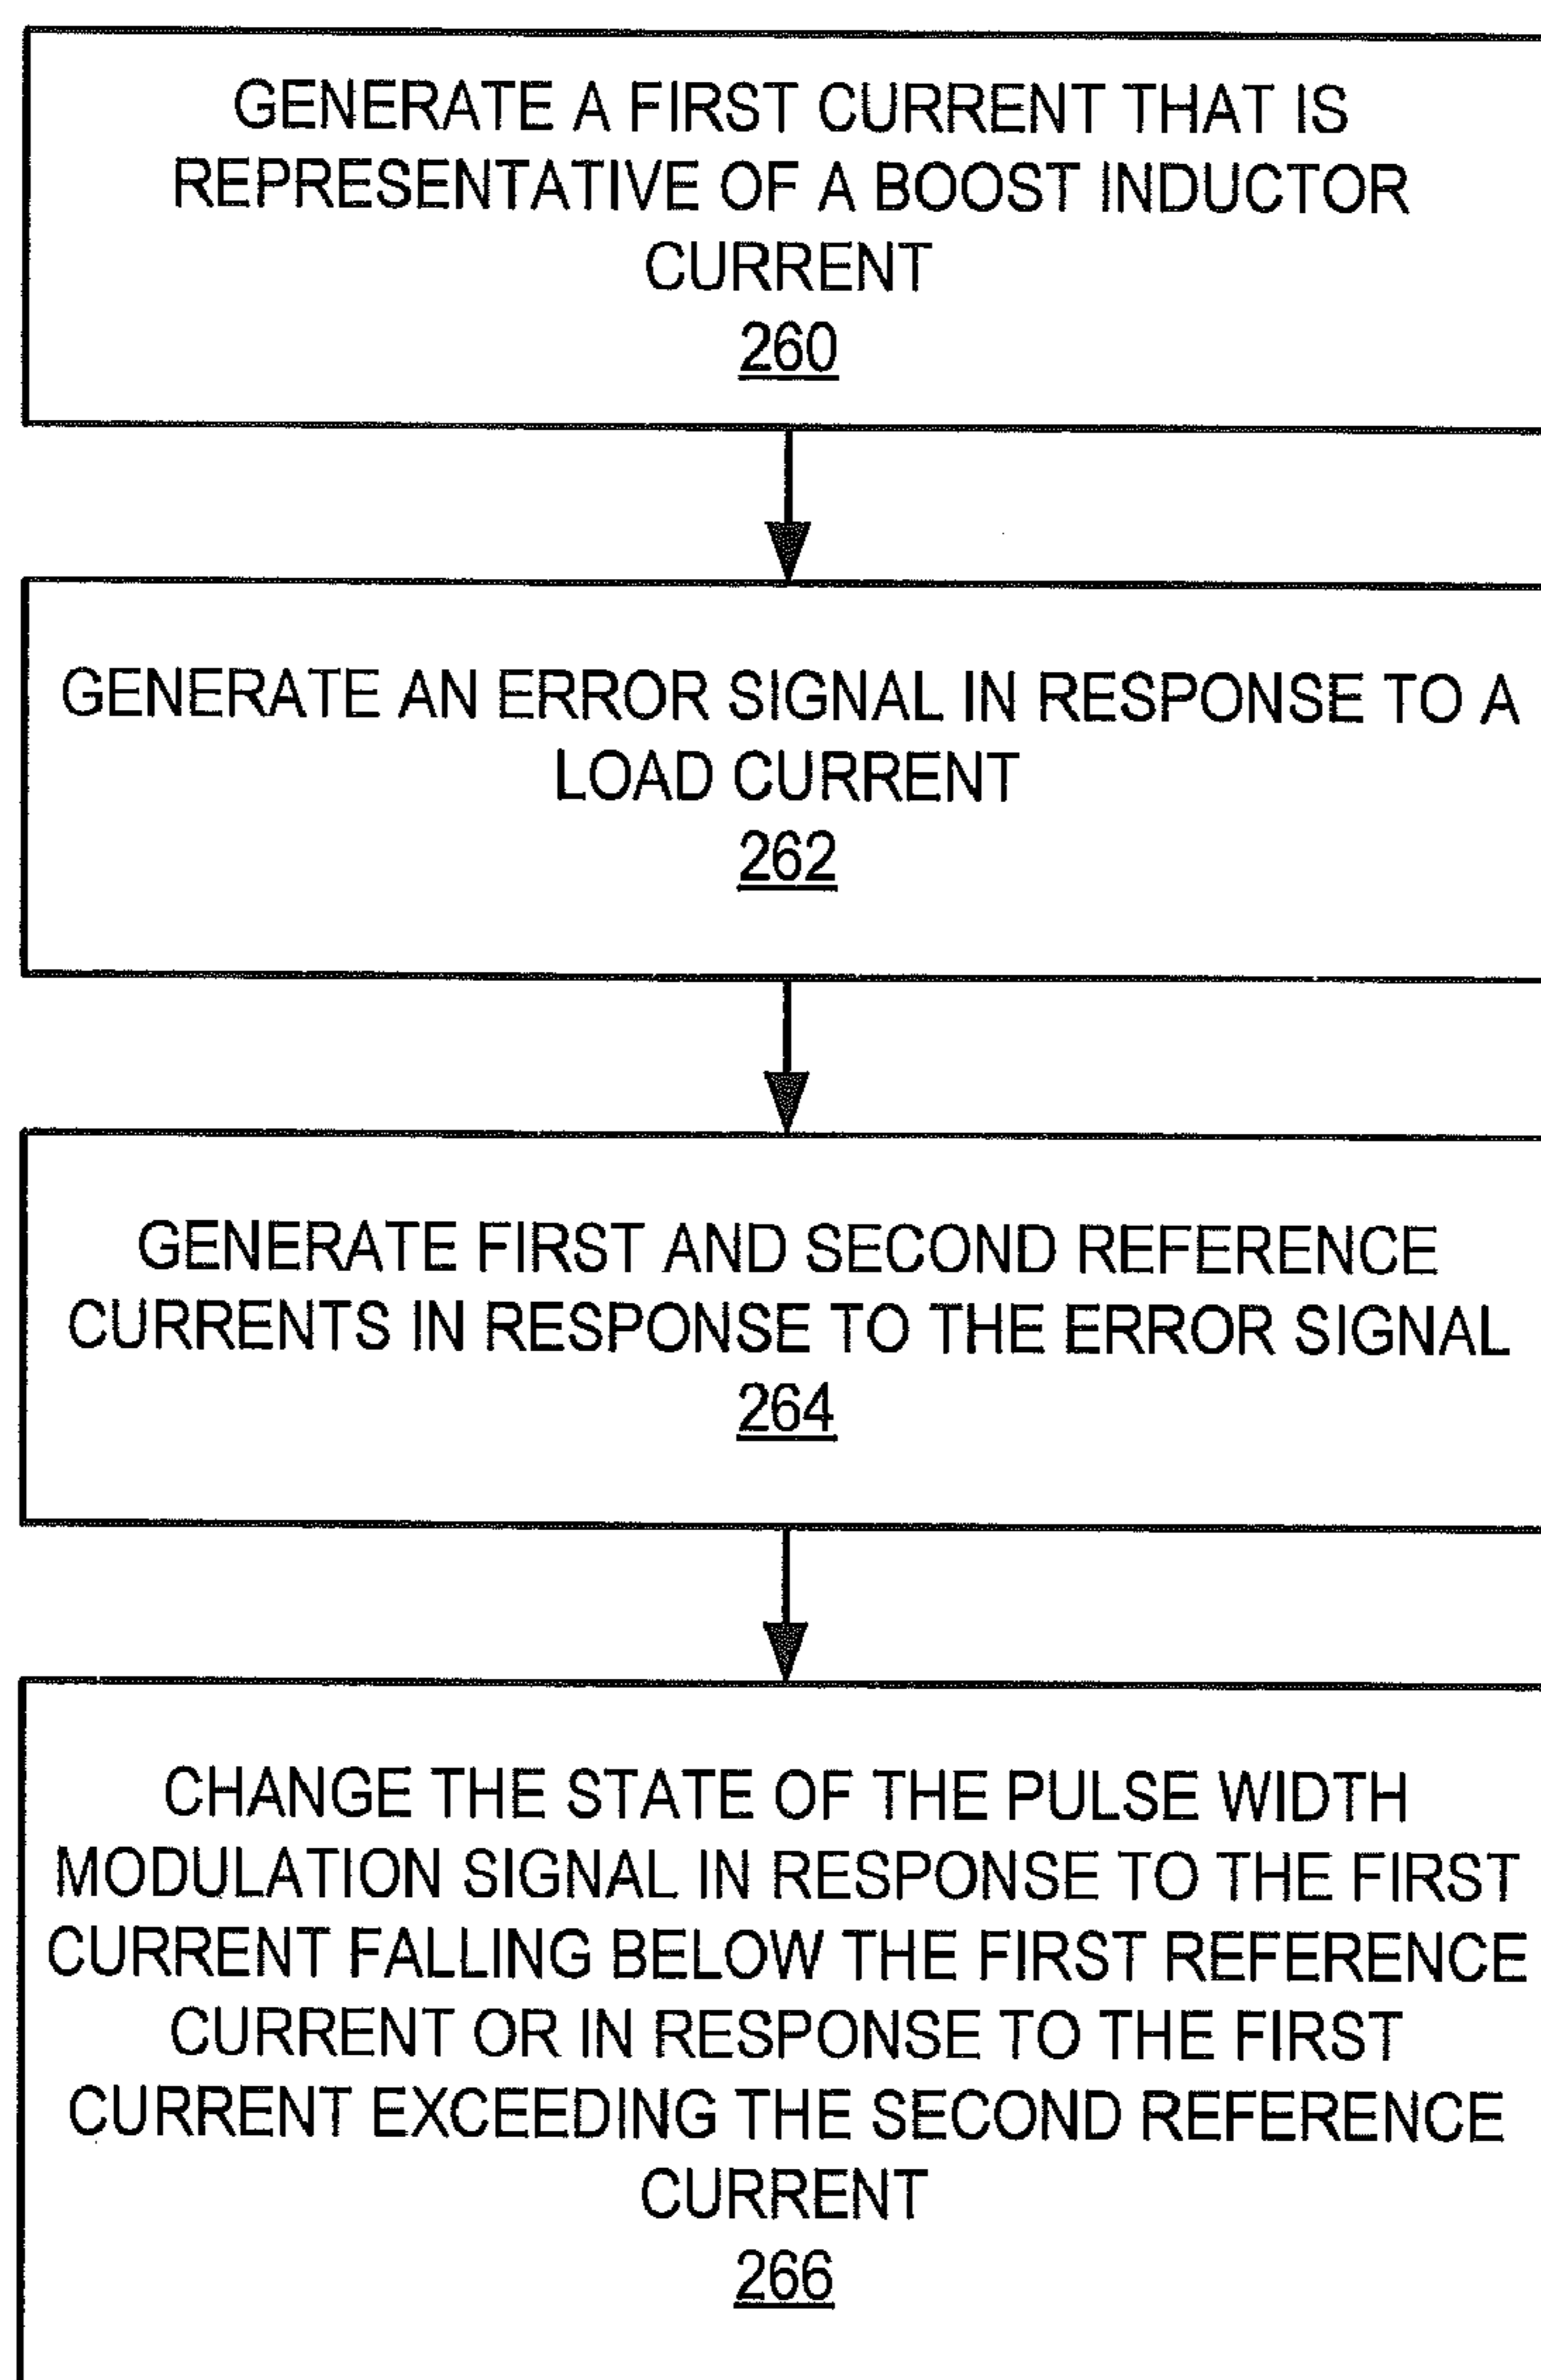 GENERATE A FIRST CURRENT THAT IS
REPRESENTATIVE OF A BOOST INDUCTOR
CURRENT
260
GENERATE AN ERROR SIGNAL IN RESPONSE TO A
LOAD CURRENT
262
GENERATE FIRST AND SECOND REFERENCE
CURRENTS IN RESPONSE TO THE ERROR SIGNAL
264
CHANGE THE STATE OF THE PULSE WIDTH
MODULATION SIGNAL IN RESPONSE TO THE FIRST
CURRENT FALLING BELOW THE FIRST REFERENCE
CURRENT OR IN RESPONSE TO THE FIRST
CURRENT EXCEEDING THE SECOND REFERENCE
CURRENT
266